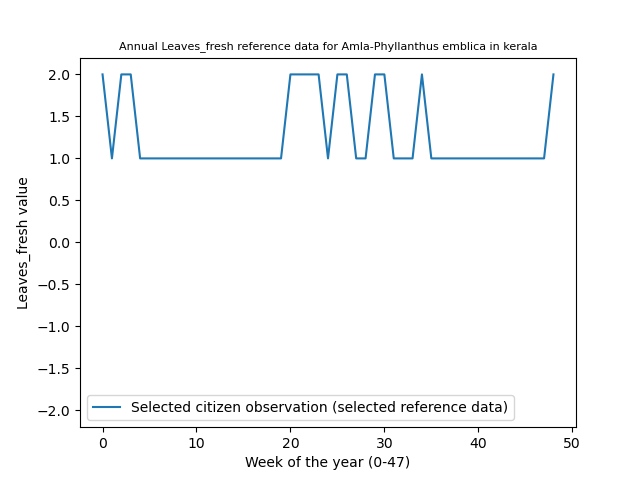 Annual Leaves_fresh reference data for Amla-Phyllanthus emblica in kerala
2.0
1.5
1.0
0.5
0.0
−0.5
−1.0
−1.5
−2.0
Leaves_fresh value
Selected citizen observation (selected reference data)
0 10 20 30 40 50
Week of the year (0-47)